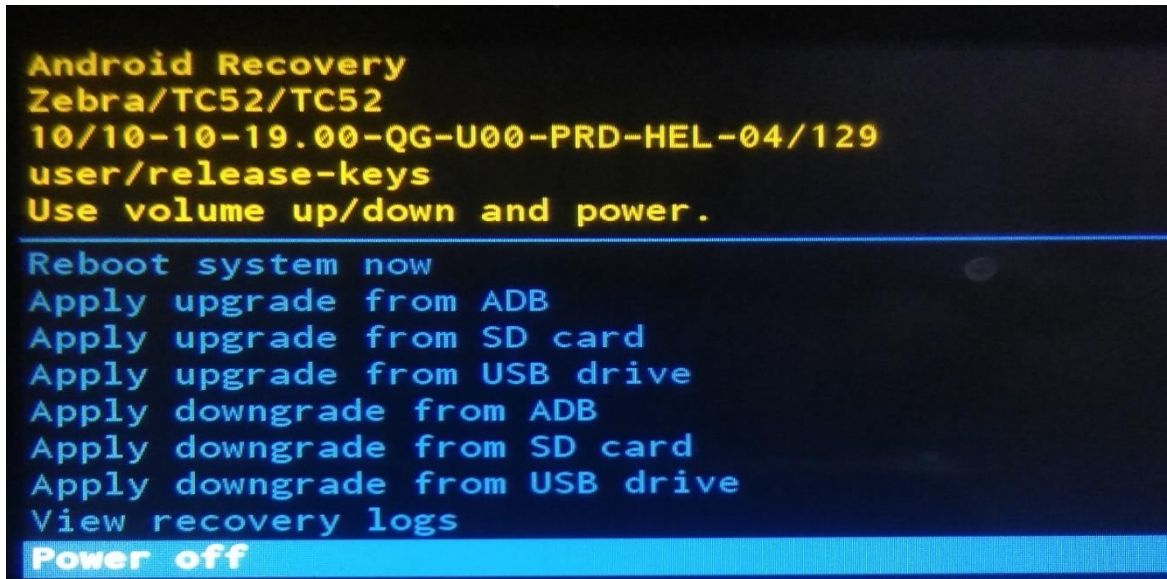 Android Recovery
Zebra/TC52/TC52
10/10-10-19.00-QG-U00-PRD-HEL-04/129
user/release-keys
Use volume up/down and power.
Reboot system now
Apply upgrade from ADB
Apply upgrade from SD card
Apply upgrade from USB drive
Apply downgrade from ADB
Apply downgrade from SD card
Apply downgrade from USB drive
View recovery logs
Power off